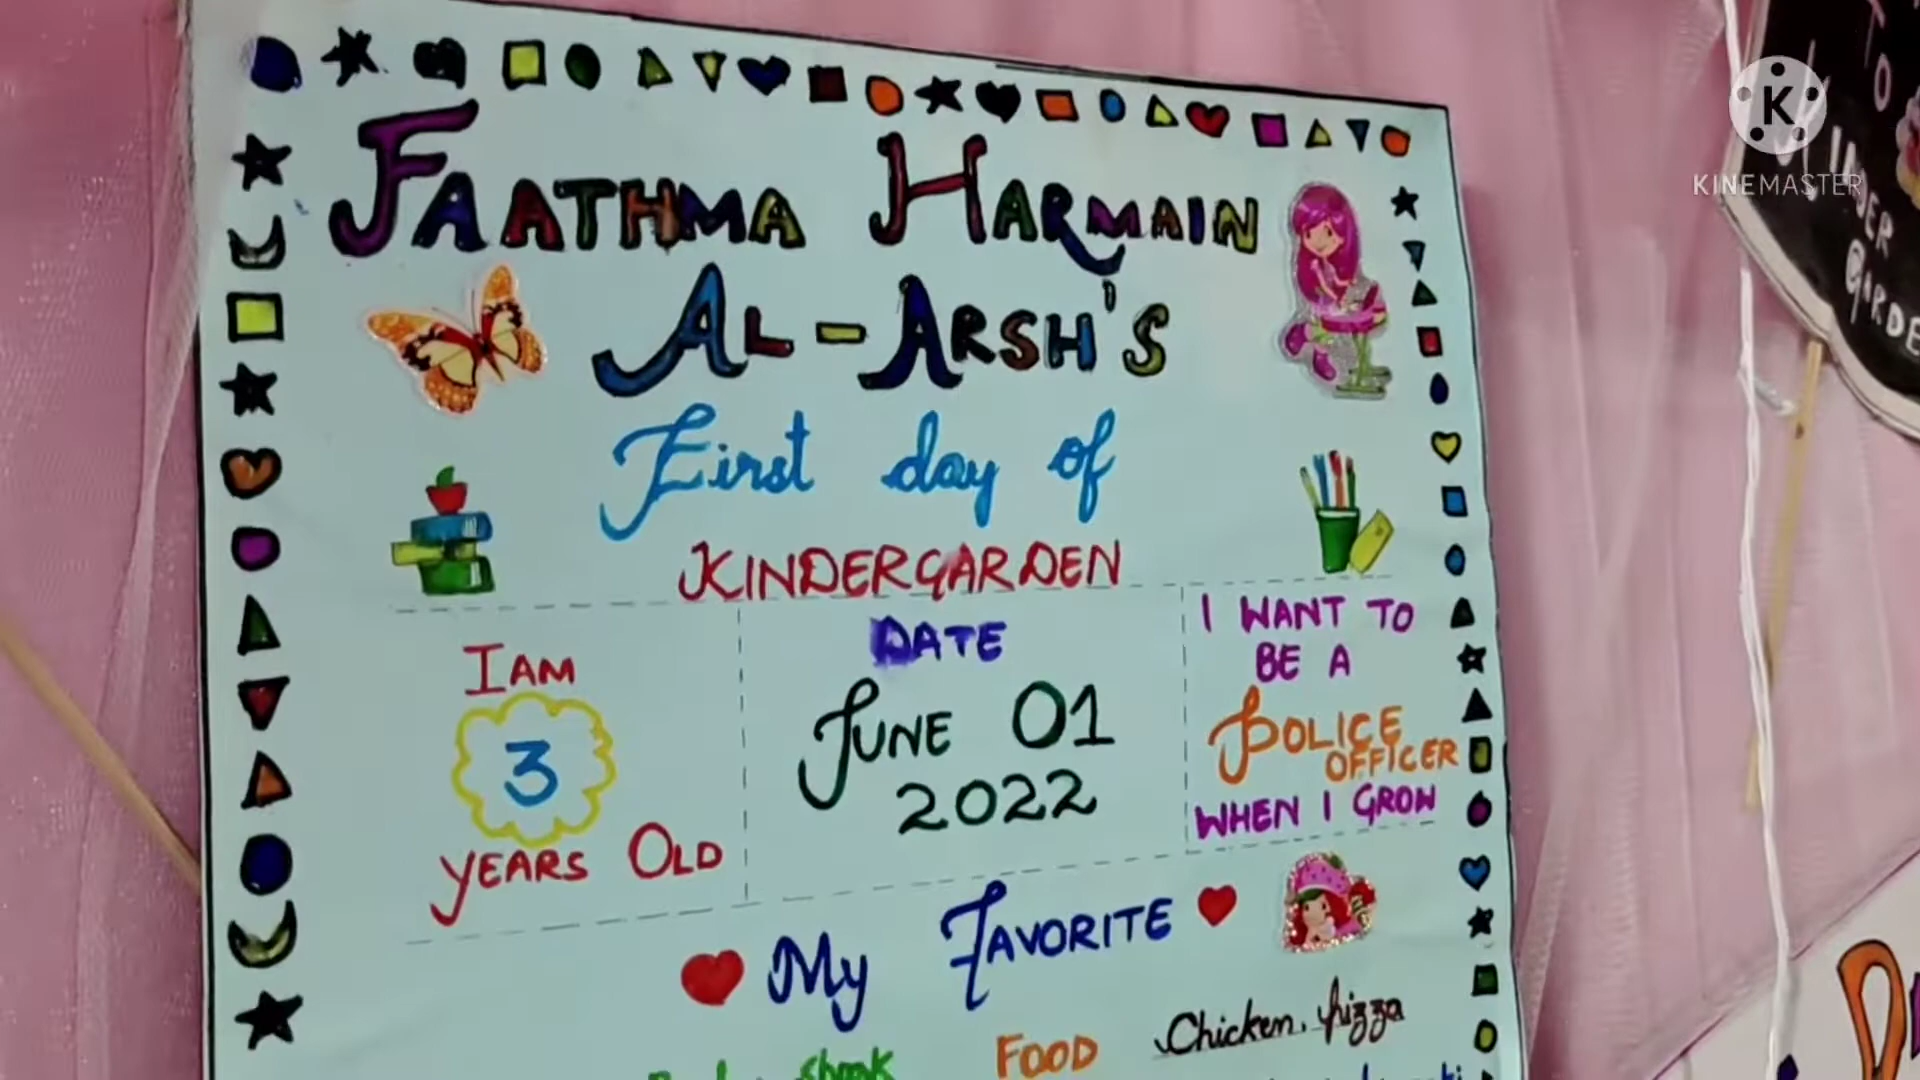 FAATHMA HARMAIN
AL-ARSH'S
First day of
KINDERGARDEN
I AM
3
YEARS OLD
DATE
JUNE 01
2022
I WANT TO
BE A
POLICE
OFFICER
WHEN I GROW
My FAVORITE
FOOD Chicken, pizza
KINEMASTER